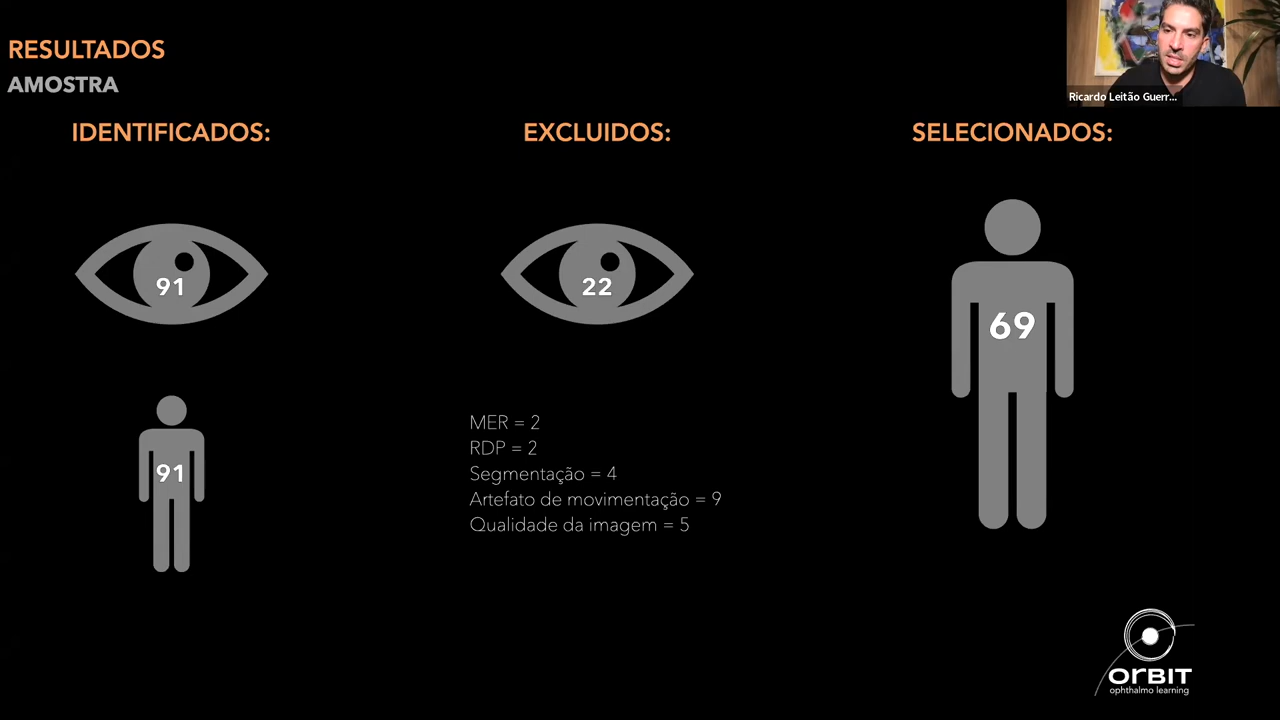 RESULTADOS
AMOSTRA
Ricardo Leitão Guerr...
IDENTIFICADOS:
EXCLUIDOS:
SELECIONADOS:
91
22
69
91
MER = 2
RDP = 2
Segmentação = 4
Artefato de movimentação = 9
Qualidade da imagem = 5
orBIT
ophthalmo learning